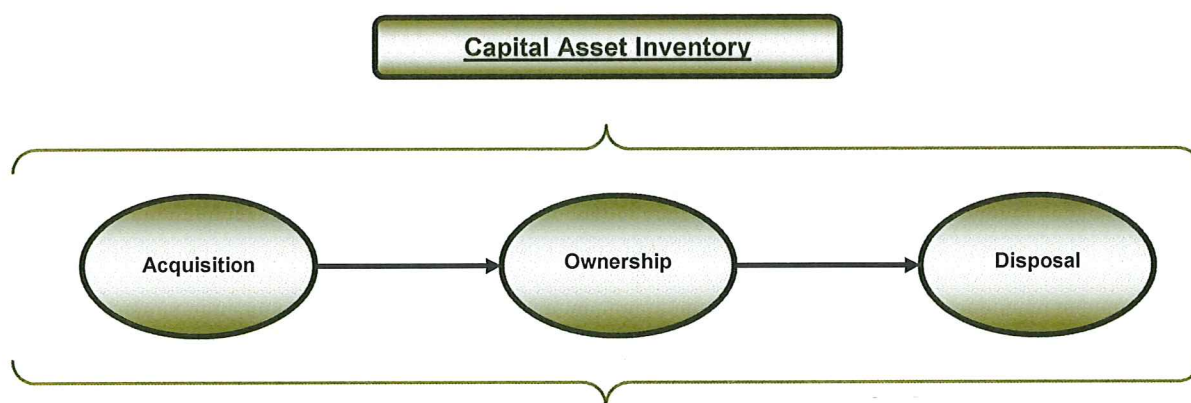 Capital Asset Inventory
Acquisition
Ownership
Disposal